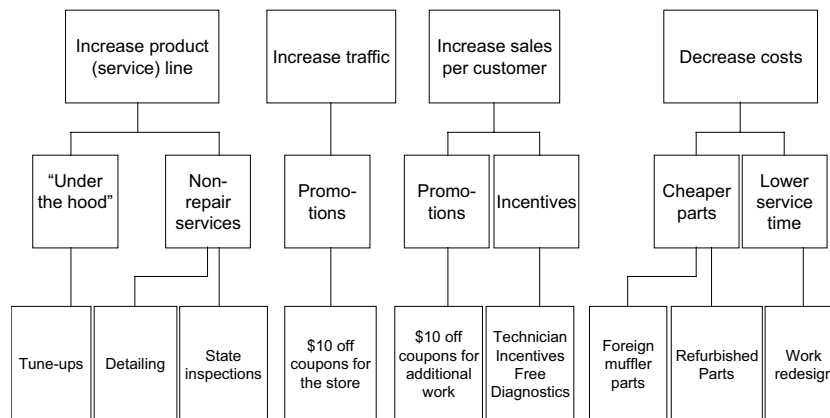 Increase product
(service) line
Increase traffic
Increase sales
per customer
Decrease costs
“Under
the hood”
Non-
repair
services
Promo-
tions
Promo-
tions
Incentives
Cheaper
parts
Lower
service
time
Tune-ups
Detailing
State
inspections
$10 off
coupons for
the store
$10 off
coupons for
additional
work
Technician
Incentives
Free
Diagnostics
Foreign
muffler
parts
Refurbished
Parts
Work
redesign